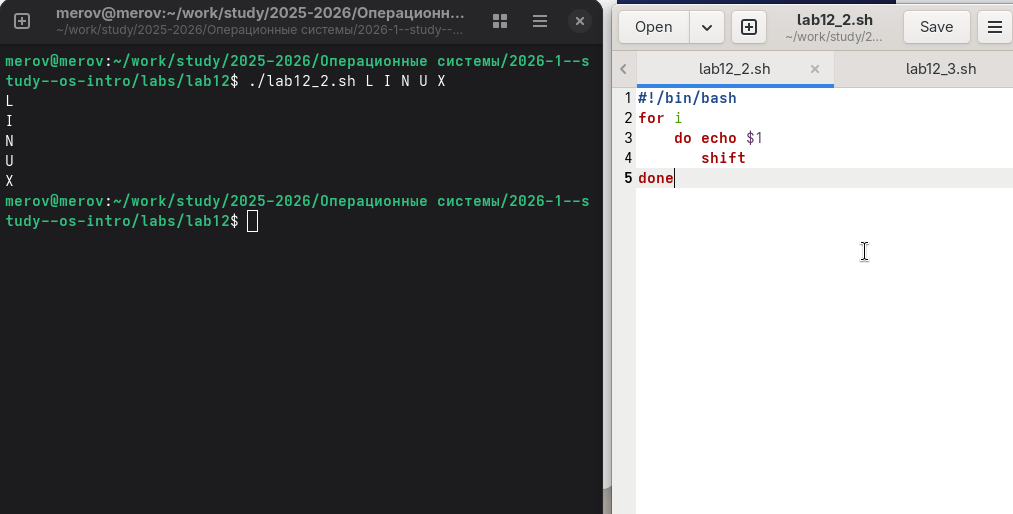 merov@merov:~/work/study/2025-2026/Операционн...
~/work/study/2025-2026/Операционные системы/2026-1--study--...
merov@merov:~/work/study/2025-2026/Операционные системы/2026-1--s
tudy--os-intro/labs/lab12$ ./lab12_2.sh L I N U X
L
I
N
U
X
merov@merov:~/work/study/2025-2026/Операционные системы/2026-1--s
tudy--os-intro/labs/lab12$
Open
lab12_2.sh
~/work/study/2...
Save
lab12_2.sh
lab12_3.sh
1 #!/bin/bash
2 for i
3     do echo $1
4        shift
5 done